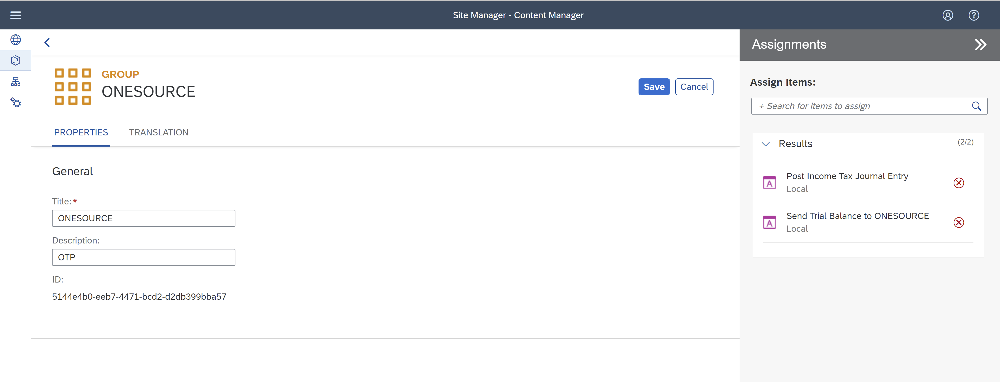 Site Manager - Content Manager
GROUP
ONESOURCE
Save
Cancel
PROPERTIES
TRANSLATION
General
Title:*
ONESOURCE
Description:
OTP
ID:
5144e4b0-eeb7-4471-bcd2-d2db399bba57
Assignments
Assign Items:
+ Search for items to assign
Results
(2/2)
A
Post Income Tax Journal Entry
Local
A
Send Trial Balance to ONESOURCE
Local